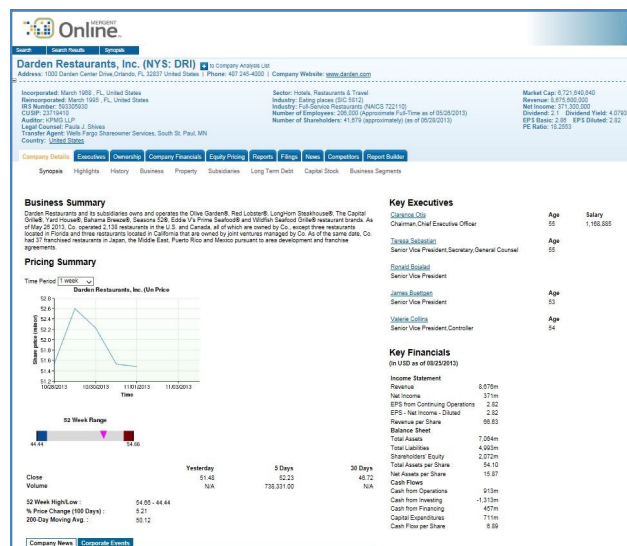 MERGENT
Online
Search Search Results Synopsis
Darden Restaurants, Inc. (NYS: DRI) to Company Analysis List
Address: 1000 Darden Center Drive,Orlando, FL 32837 United States | Phone: 407 245-4000 | Company Website: www.darden.com
Incorporated: March 1968 , FL, United States
Reincorporated: March 1995 , FL, United States
IRS Number: 593305930
CUSIP: 23719410
Auditor: KPMG LLP
Legal Counsel: Paula J. Shives
Transfer Agent: Wells Fargo Shareowner Services, South St. Paul, MN
Country: United States
Sector: Hotels, Restaurants & Travel
Industry: Eating places (SIC 5812)
Industry: Full-Service Restaurants (NAICS 722110)
Number of Employees: 206,000 (Approximate Full-Time as of 05/26/2013)
Number of Shareholders: 41,679 (approximately) (as of 06/28/2013)
Market Cap: 6,721,640,640
Revenue: 8,675,600,000
Net Income: 371,300,000
Dividend: 2.1 Dividend Yield: 4.0793
EPS Basic: 2.86 EPS Diluted: 2.82
PE Ratio: 18.2553
Company Details Executives Ownership Company Financials Equity Pricing Reports Filings News Competitors Report Builder
Synopsis Highlights History Business Property Subsidiaries Long Term Debt Capital Stock Business Segments
Business Summary
Darden Restaurants and its subsidiaries owns and operates the Olive Garden®, Red Lobster®, LongHorn Steakhouse®, The Capital
Grille®, Yard House®, Bahama Breeze®, Seasons 52®, Eddie V's Prime Seafood® and Wildfish Seafood Grille® restaurant brands. As
of May 26 2013, Co. operated 2,138 restaurants in the U.S. and Canada, all of which are owned by Co., except three restaurants
located in Florida and three restaurants located in California that are owned by joint ventures managed by Co. As of the same date, Co.
had 37 franchised restaurants in Japan, the Middle East, Puerto Rico and Mexico pursuant to area development and franchise
agreements.
Pricing Summary
Time Period 1 week
Darden Restaurants, Inc. (Un Price
Share price (minor)
52.8
52.6
52.4
52.2
52.0
51.8
51.6
51.4
51.2
10/28/2013 10/30/2013 11/01/2013 11/03/2013
Time
52 Week Range
44.44 54.66
Yesterday 5 Days 30 Days
Close 51.48 52.23 46.72
Volume N/A 738,331.00 N/A
52 Week High/Low : 54.66 - 44.44
% Price Change (100 Days) : 5.21
200-Day Moving Avg. : 50.12
Company News Corporate Events
Key Executives
Clarence Otis Age Salary
Chairman,Chief Executive Officer 55 1,168,885
Teresa Sebastian Age
Senior Vice President,Secretary,General Counsel 55
Ronald Bojalad
Senior Vice President
James Buettgen Age
Senior Vice President 53
Valerie Collins Age
Senior Vice President,Controller 54
Key Financials
(In USD as of 08/25/2013)
Income Statement
Revenue 8,676m
Net Income 371m
EPS from Continuing Operations 2.82
EPS - Net Income - Diluted 2.82
Revenue per Share 66.63
Balance Sheet
Total Assets 7,064m
Total Liabilities 4,993m
Shareholders' Equity 2,072m
Total Assets per Share 54.10
Net Assets per Share 15.87
Cash Flows
Cash from Operations 913m
Cash from Investing -1,313m
Cash from Financing 457m
Capital Expenditures 711m
Cash Flow per Share 6.89